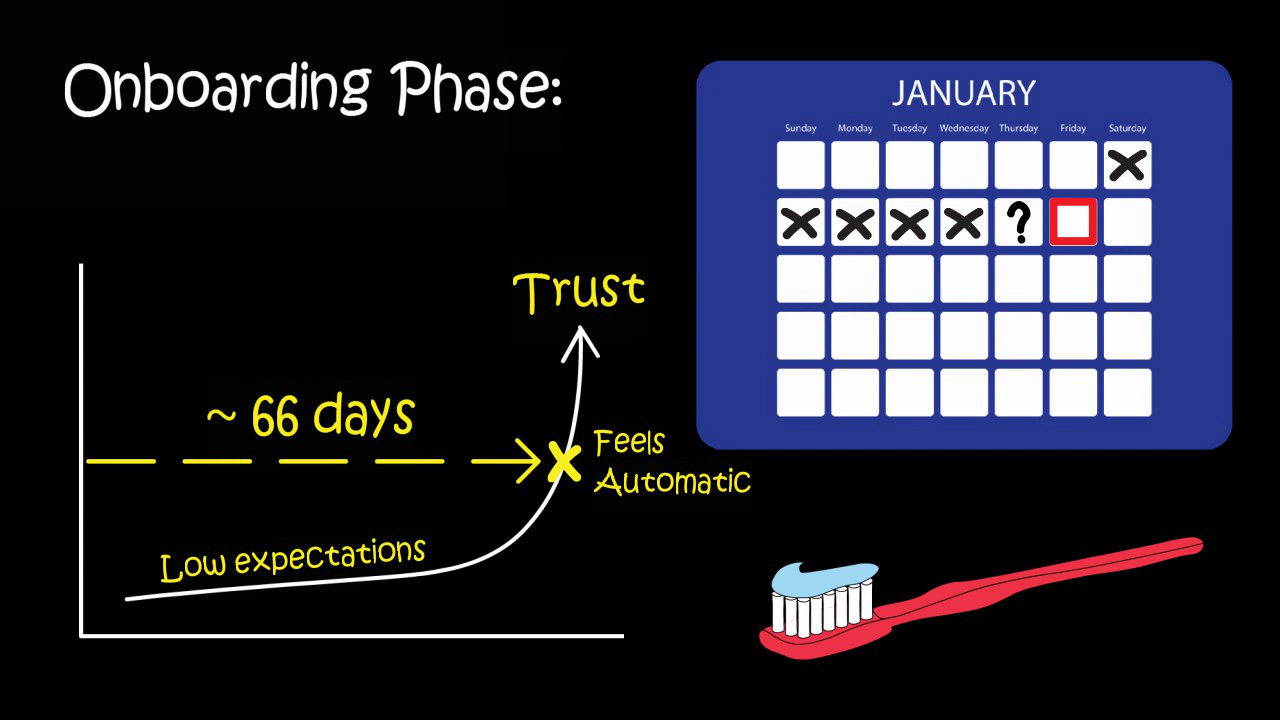 Onboarding Phase:
JANUARY
Sunday Monday Tuesday Wednesday Thursday Friday Saturday
?
Trust
~ 66 days
Feels
Automatic
Low expectations